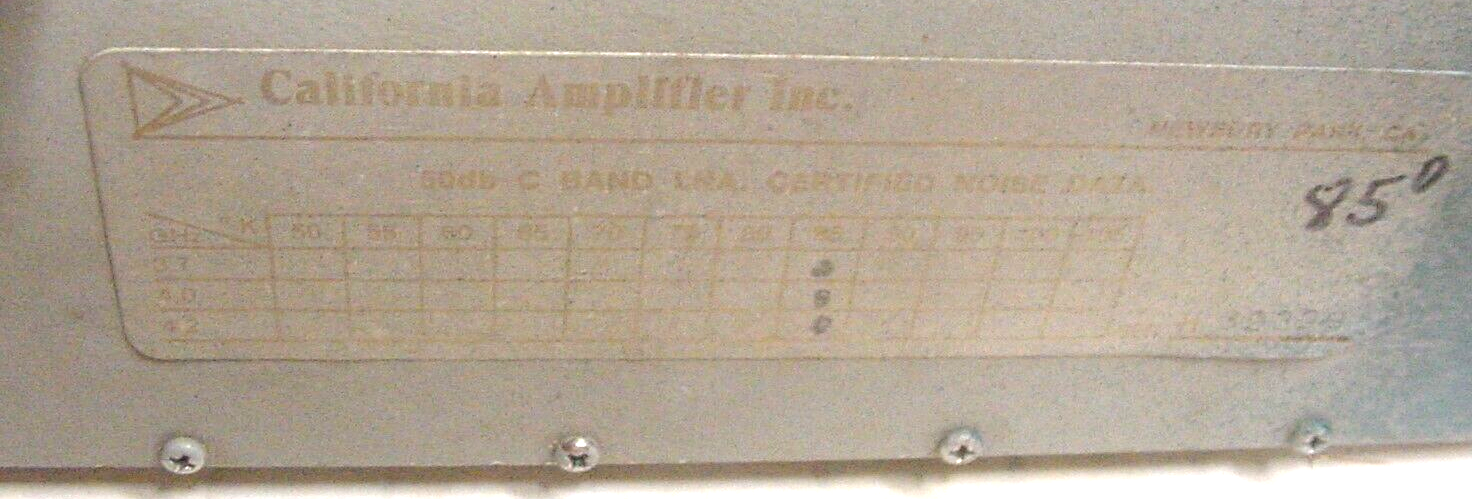 California Amplifier Inc.
NEWBURY PARK, CA.
50db C BAND LNA. CERTIFIED NOISE DATA
85°
GHz °K 50 55 60 65 70 75 80 85 90 95 100
3.7
4.0
4.2